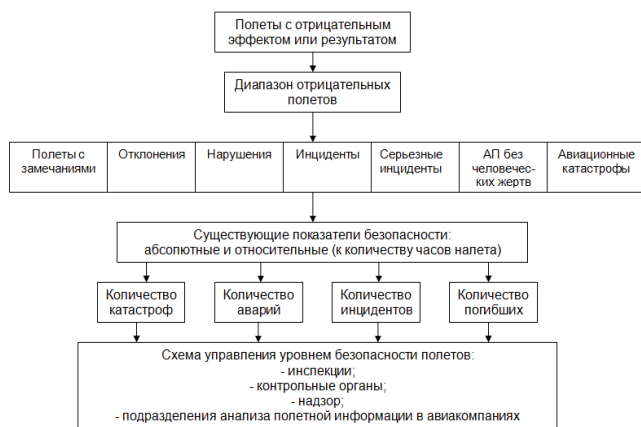 Полеты с отрицательным
эффектом или результатом
Диапазон отрицательных
полетов
Полеты с
замечаниями
Отклонения
Нарушения
Инциденты
Серьезные
инциденты
АП без
человечес-
ких жертв
Авиационные
катастрофы
Существующие показатели безопасности:
абсолютные и относительные (к количеству часов налета)
Количество
катастроф
Количество
аварий
Количество
инцидентов
Количество
погибших
Схема управления уровнем безопасности полетов:
- инспекции;
- контрольные органы;
- надзор;
- подразделения анализа полетной информации в авиакомпаниях